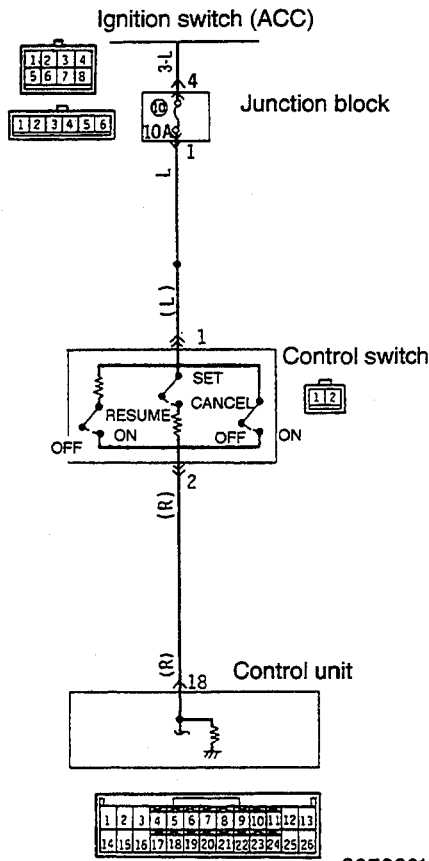 Ignition switch (ACC)
1 2 3 4
5 6 7 8
3-L
4
1 2 3 4 5 6
10
10A
Junction block
1
L
(L)
1
Control switch
SET
1 2
RESUME
CANCEL
OFF
ON
OFF
ON
2
(R)
(R)
18
Control unit
1 2 3 4 5 6 7 8 9 10 11 12 13
14 15 16 17 18 19 20 21 22 23 24 25 26